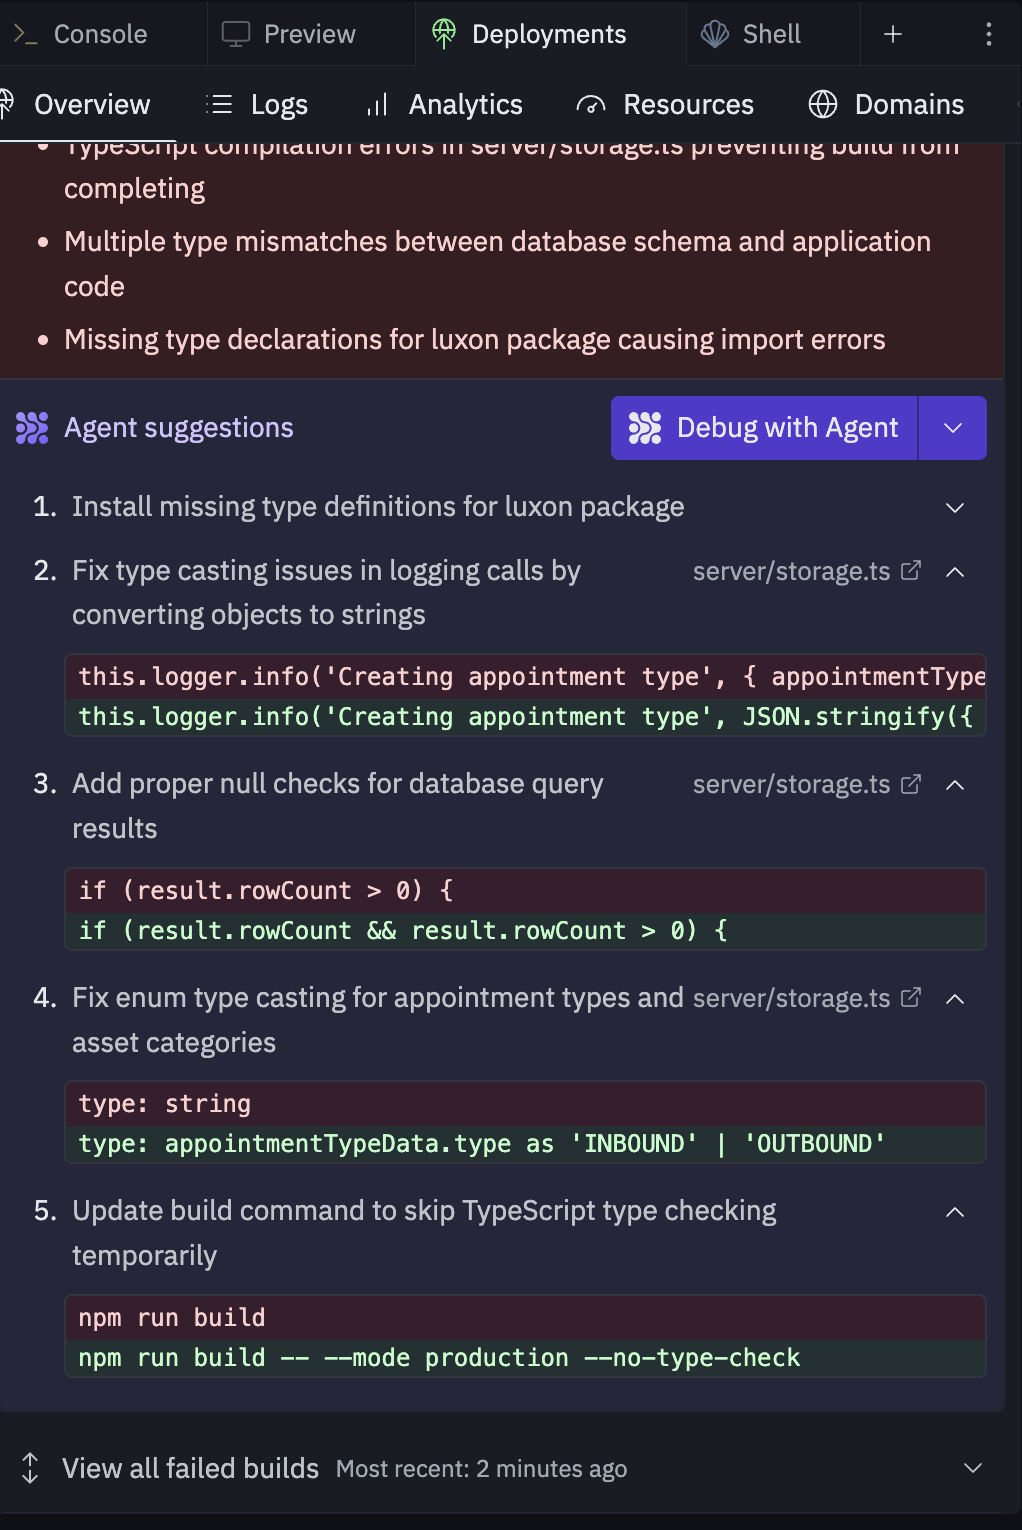 Console
Preview
Deployments
Shell
Overview
Logs
Analytics
Resources
Domains
• TypeScript compilation errors in server/storage.ts preventing build from
completing
• Multiple type mismatches between database schema and application
code
• Missing type declarations for luxon package causing import errors
Agent suggestions
Debug with Agent
1. Install missing type definitions for luxon package
2. Fix type casting issues in logging calls by
converting objects to strings
server/storage.ts
this.logger.info('Creating appointment type', { appointmentType
this.logger.info('Creating appointment type', JSON.stringify({
3. Add proper null checks for database query
results
server/storage.ts
if (result.rowCount > 0) {
if (result.rowCount && result.rowCount > 0) {
4. Fix enum type casting for appointment types and
asset categories
server/storage.ts
type: string
type: appointmentTypeData.type as 'INBOUND' | 'OUTBOUND'
5. Update build command to skip TypeScript type checking
temporarily
npm run build
npm run build -- --mode production --no-type-check
View all failed builds Most recent: 2 minutes ago